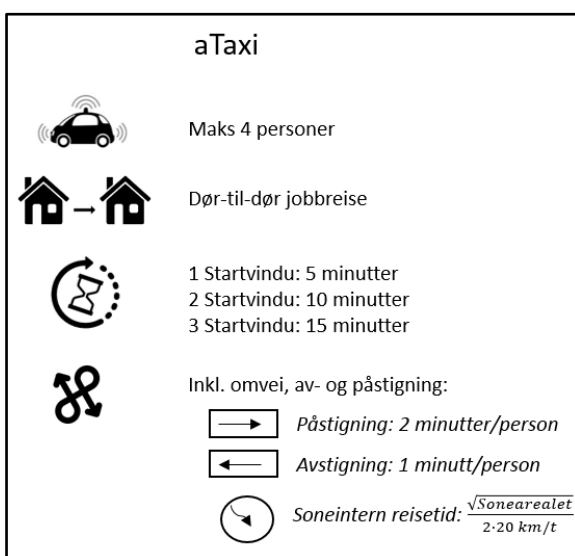 aTaxi
Maks 4 personer
Dør-til-dør jobbreise
1 Startvindu: 5 minutter
2 Startvindu: 10 minutter
3 Startvindu: 15 minutter
Inkl. omvei, av- og påstigning:
Påstigning: 2 minutter/person
Avstigning: 1 minutt/person
Soneintern reisetid: √Sonearealet / 2·20 km/t